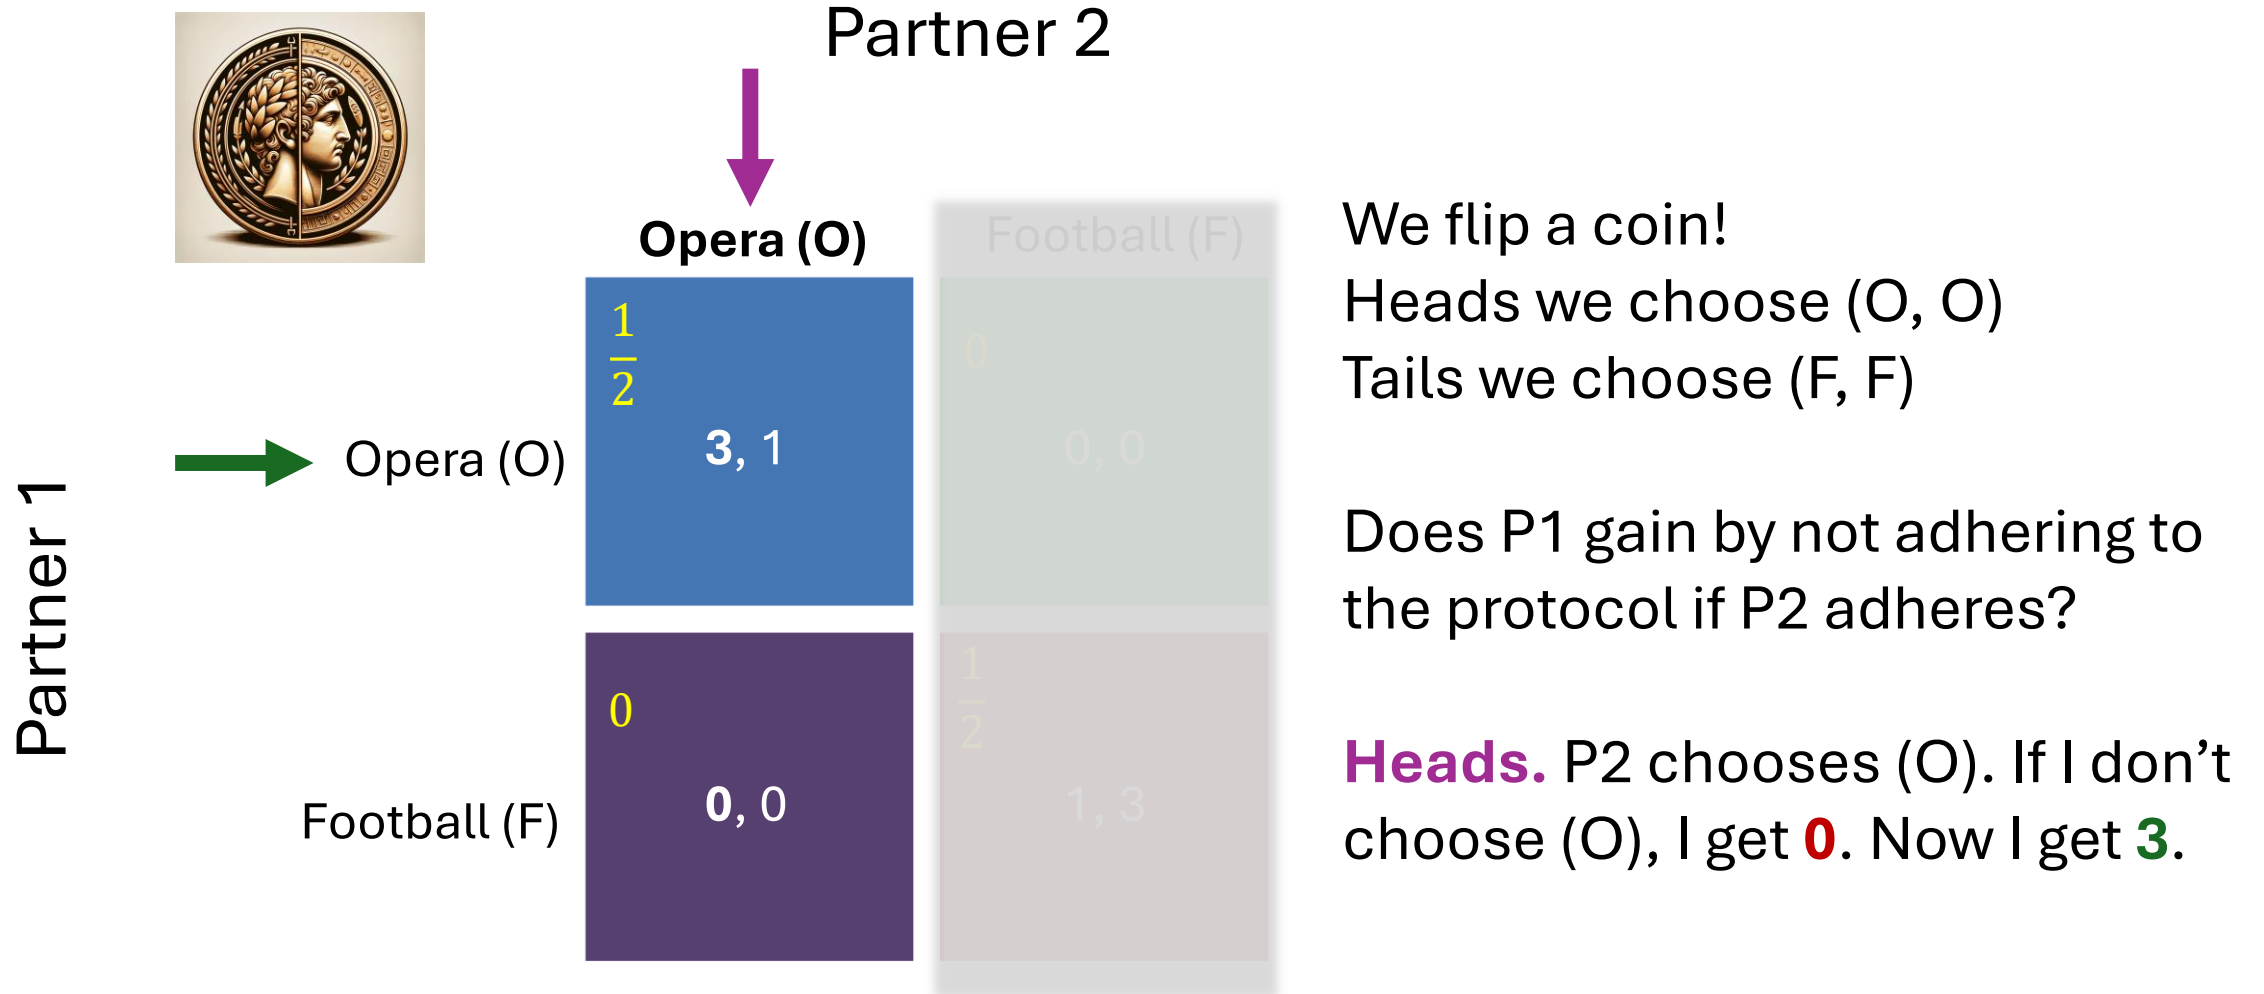 Partner 2
Opera (O)
Football (F)
We flip a coin!
Heads we choose (O, O)
Tails we choose (F, F)
Does P1 gain by not adhering to
the protocol if P2 adheres?
Heads. P2 chooses (O). If I don’t
choose (O), I get 0. Now I get 3.
Partner 1
Opera (O)
1/2
3, 1
0
0, 0
Football (F)
0
0, 0
1/2
1, 3